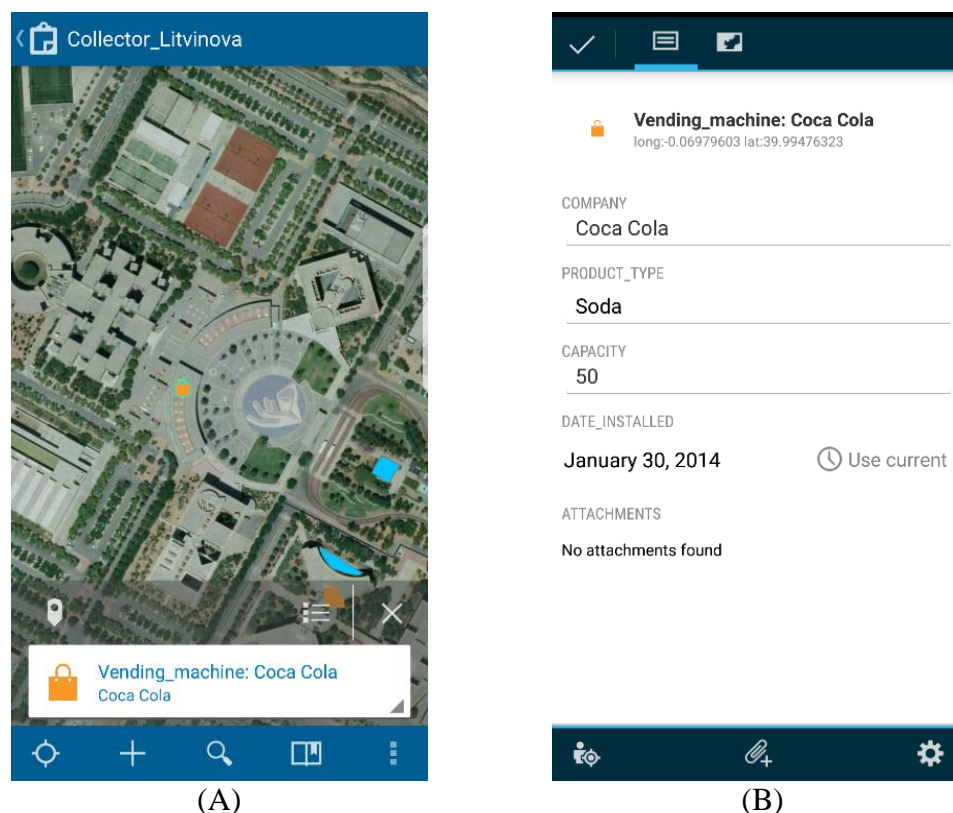 Collector_Litvinova
Vending_machine: Coca Cola
Coca Cola
(A)
Vending_machine: Coca Cola
long:-0.06979603 lat:39.99476323
COMPANY
Coca Cola
PRODUCT_TYPE
Soda
CAPACITY
50
DATE_INSTALLED
January 30, 2014
Use current
ATTACHMENTS
No attachments found
(B)